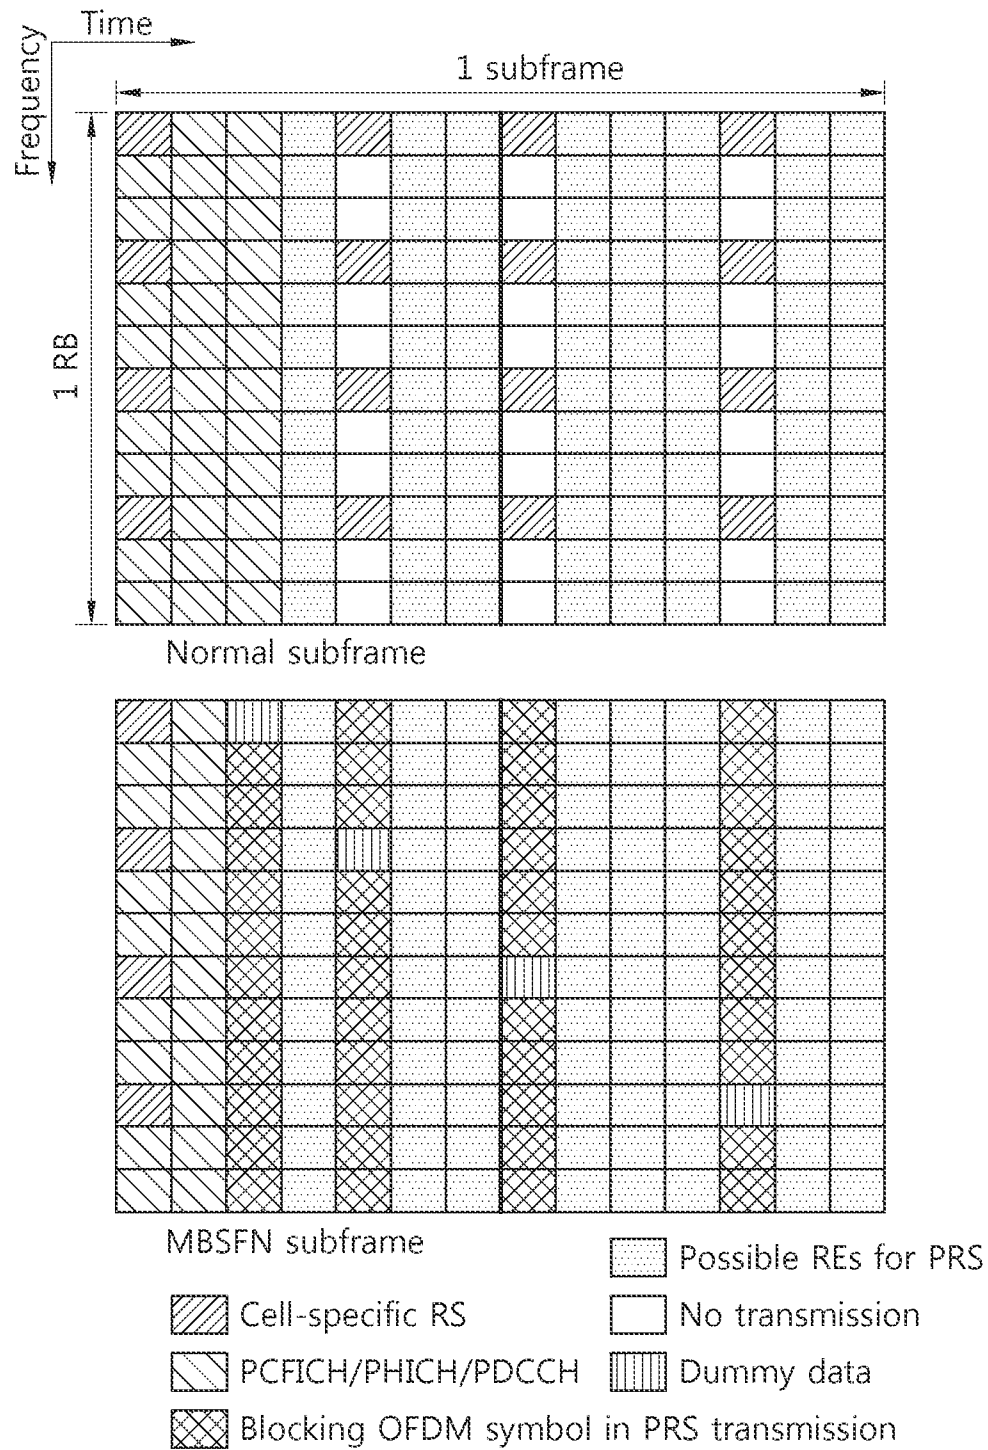 Time
Frequency
1 subframe
1 RB
Normal subframe
MBSFN subframe
Possible REs for PRS
Cell-specific RS
No transmission
PCFICH/PHICH/PDCCH
Dummy data
Blocking OFDM symbol in PRS transmission